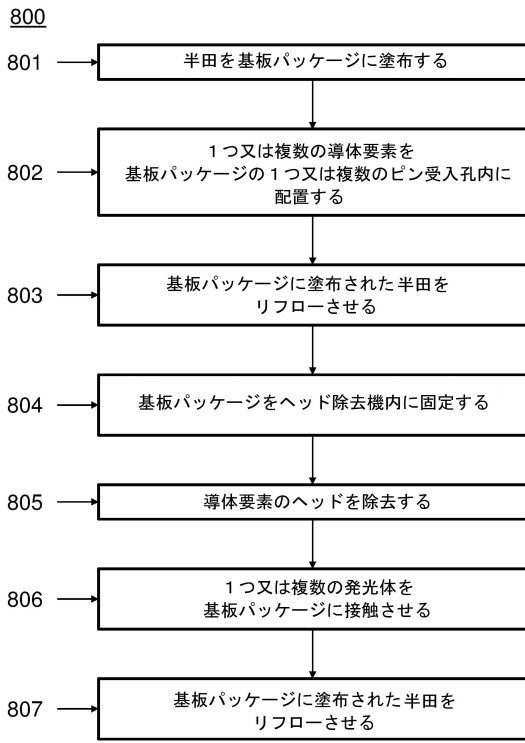 800
801
半田を基板パッケージに塗布する
802
1つ又は複数の導体要素を
基板パッケージの1つ又は複数のピン受入孔内に
配置する
803
基板パッケージに塗布された半田を
リフローさせる
804
基板パッケージをヘッド除去機内に固定する
805
導体要素のヘッドを除去する
806
1つ又は複数の発光体を
基板パッケージに接触させる
807
基板パッケージに塗布された半田を
リフローさせる